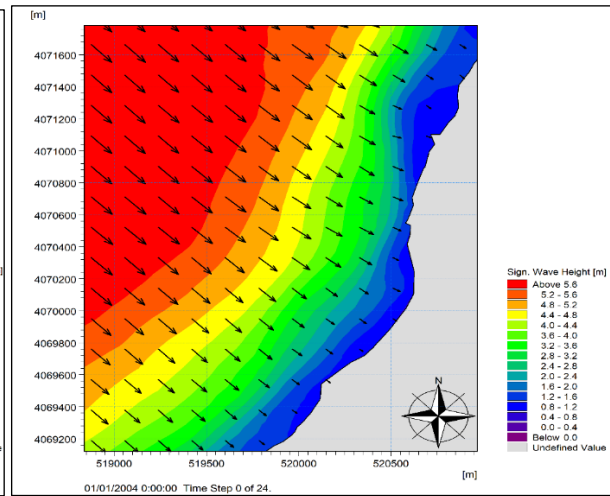 [m]
4071600
4071400
4071200
4071000
4070800
4070600
4070400
4070200
4070000
4069800
4069600
4069400
4069200
519000 519500 520000 520500
[m]
01/01/2004 0:00:00 Time Step 0 of 24.
Sign. Wave Height [m]
Above 5.6
5.2 - 5.6
4.8 - 5.2
4.4 - 4.8
4.0 - 4.4
3.6 - 4.0
3.2 - 3.6
2.8 - 3.2
2.4 - 2.8
2.0 - 2.4
1.6 - 2.0
1.2 - 1.6
0.8 - 1.2
0.4 - 0.8
0.0 - 0.4
Below 0.0
Undefined Value
N